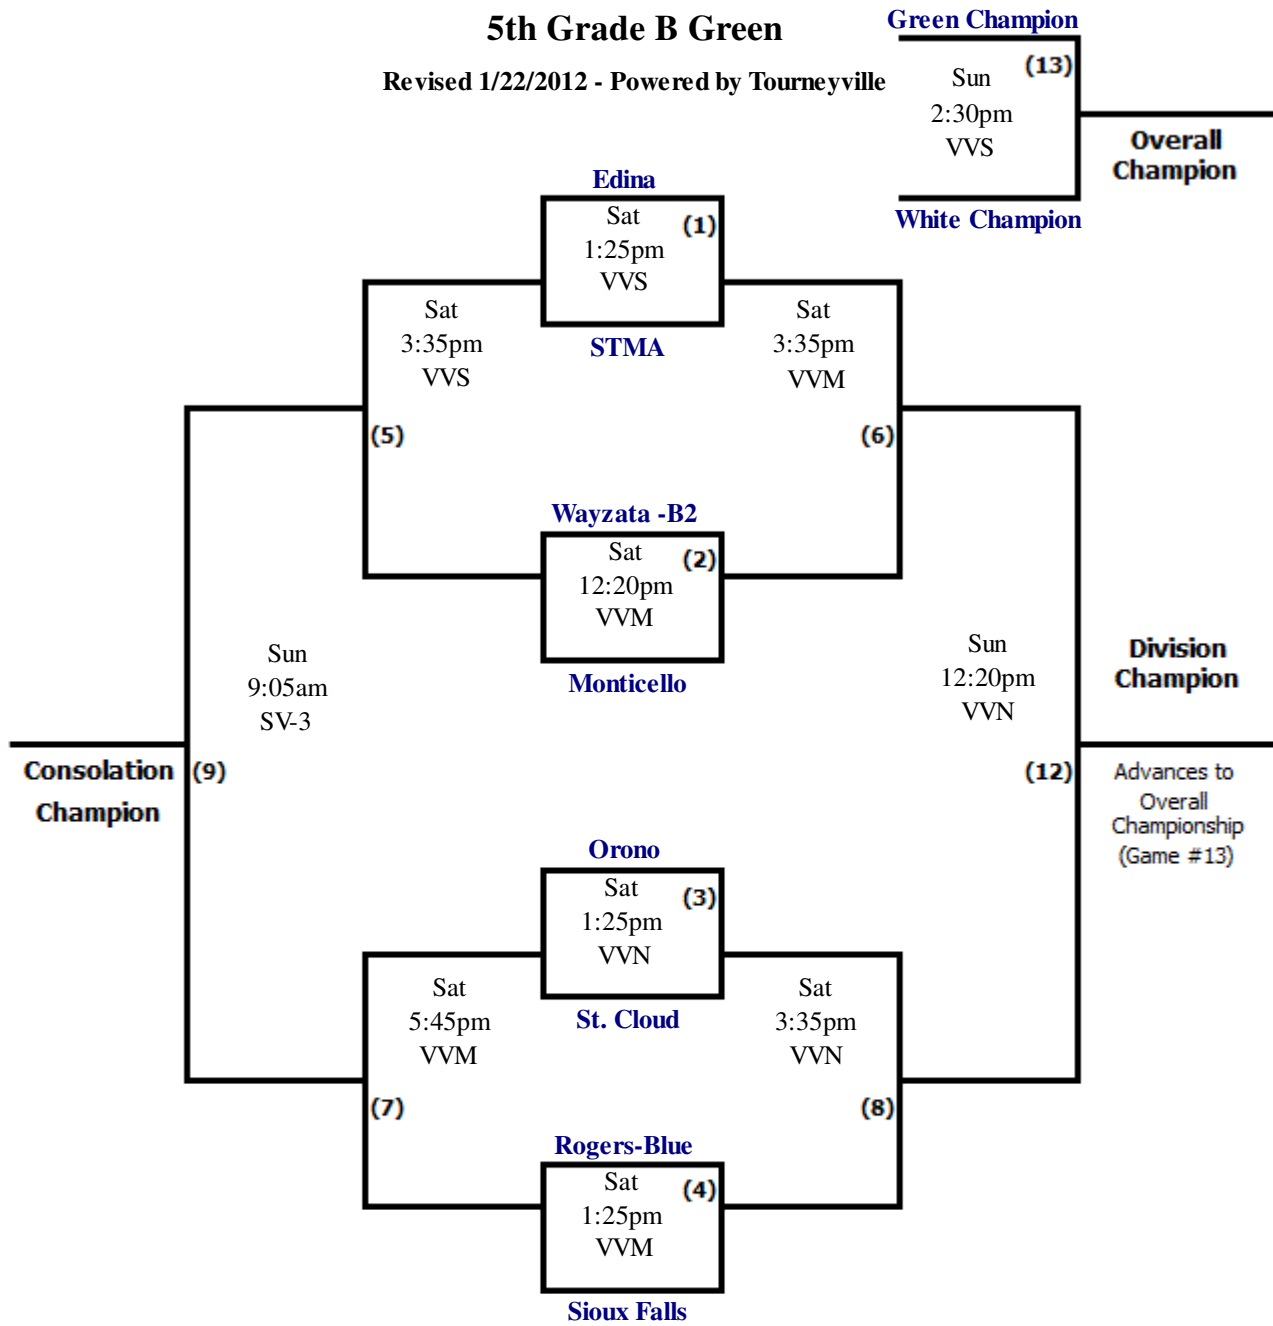 5th Grade B Green
Revised 1/22/2012 - Powered by Tourneyville
Green Champion
(13)
Sun
2:30pm
VVS
Overall
Champion
White Champion
Edina
Sat
(1)
1:25pm
VVS
STMA
Sat
3:35pm
VVS
Sat
3:35pm
VVM
(5)
(6)
Wayzata -B2
Sat
(2)
12:20pm
VVM
Monticello
Sun
9:05am
SV-3
Sun
12:20pm
VVN
Division
Champion
Consolation
Champion
(9)
(12)
Advances to
Overall
Championship
(Game #13)
Orono
Sat
(3)
1:25pm
VVN
St. Cloud
Sat
5:45pm
VVM
Sat
3:35pm
VVN
(7)
(8)
Rogers-Blue
Sat
(4)
1:25pm
VVM
Sioux Falls